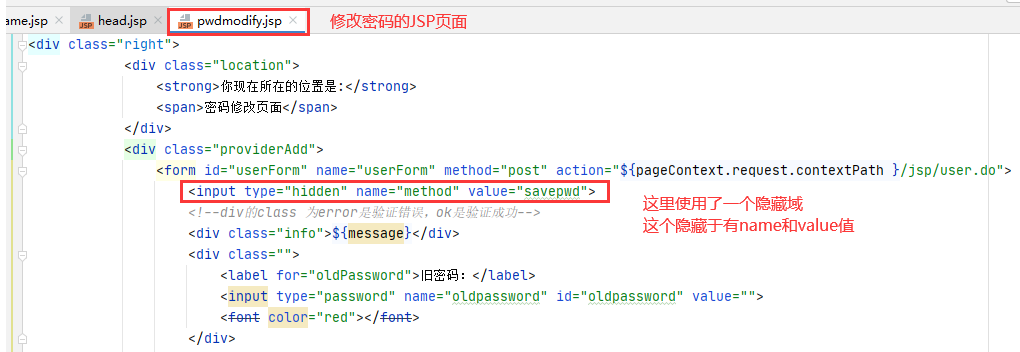 ame.jsp head.jsp pwdmodify.jsp 修改密码的JSP页面
<div class="right">
<div class="location">
<strong>你现在所在的位置是:</strong>
<span>密码修改页面</span>
</div>
<div class="providerAdd">
<form id="userForm" name="userForm" method="post" action="${pageContext.request.contextPath }/jsp/user.do">
<input type="hidden" name="method" value="savepwd">
这里使用了一个隐藏域
<!--div的class 为error是验证错误，ok是验证成功-->
这个隐藏于有name和value值
<div class="info">${message}</div>
<div class="">
<label for="oldPassword">旧密码：</label>
<input type="password" name="oldpassword" id="oldpassword" value="">
<font color="red"></font>
</div>